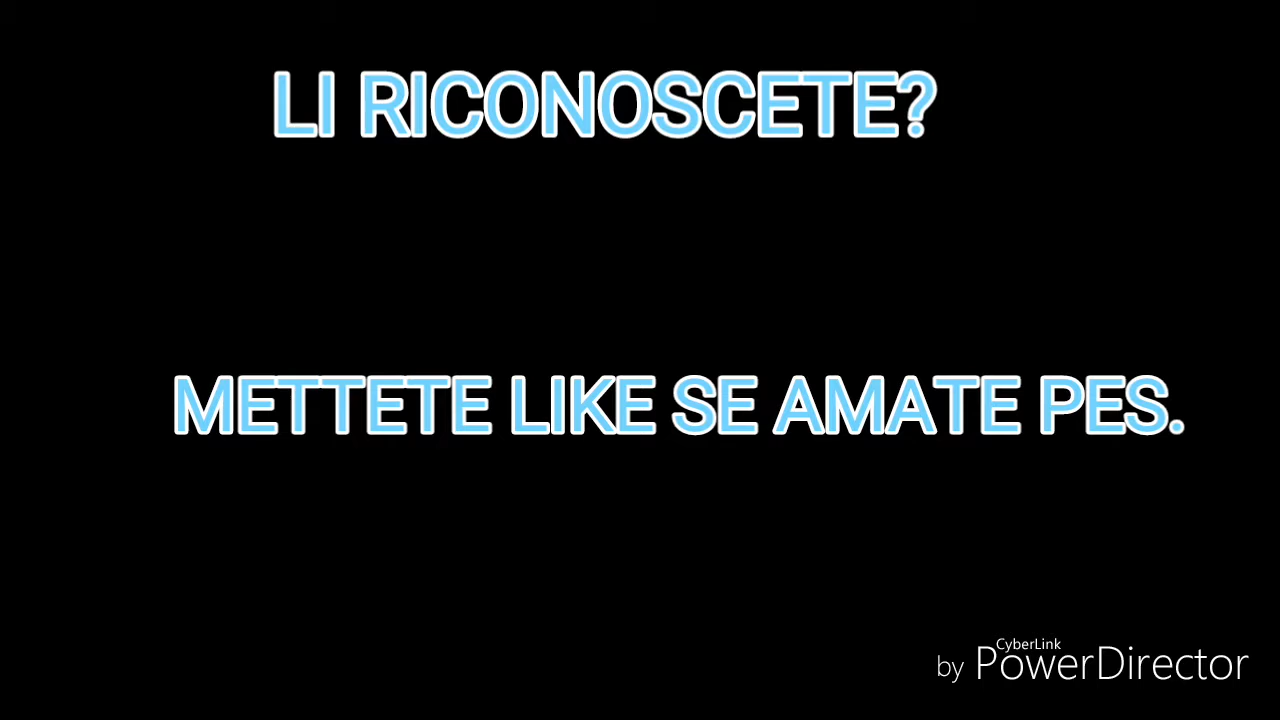 LI RICONOSCETE?
METTETE LIKE SE AMATE PES.
CyberLink
by PowerDirector